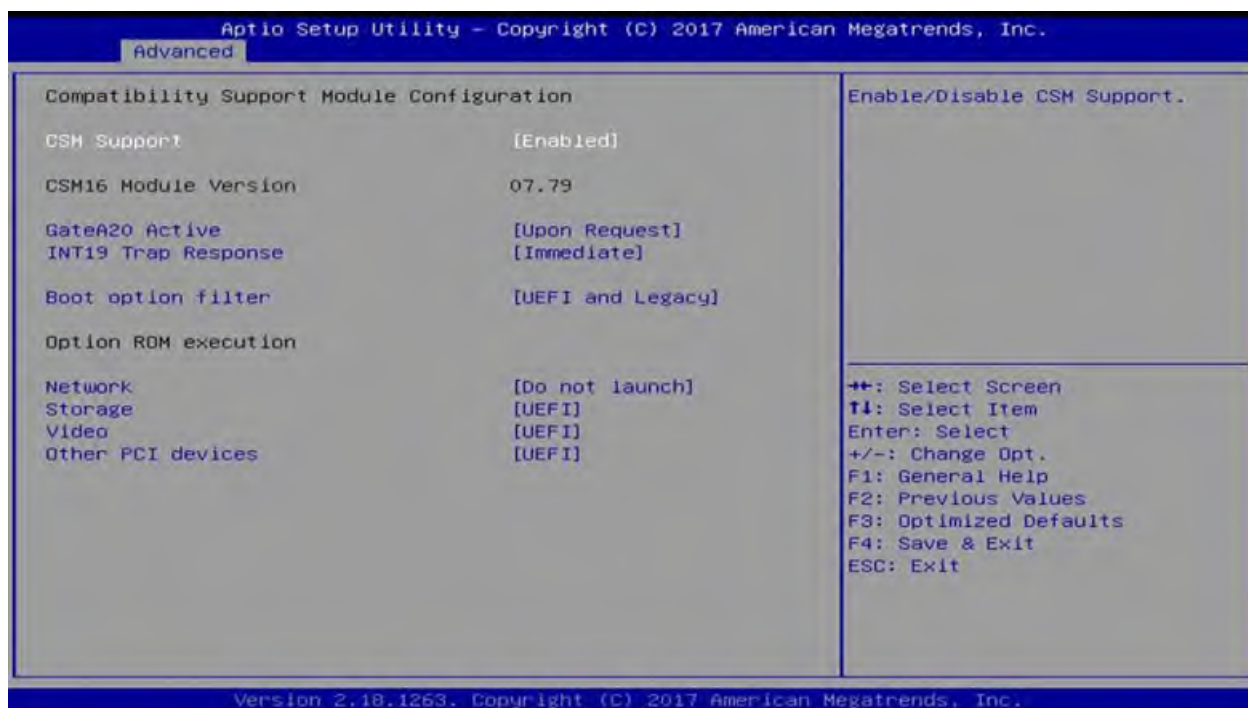 Aptio Setup Utility – Copyright (C) 2017 American Megatrends, Inc.
Advanced
Compatibility Support Module Configuration
CSM Support [Enabled]
CSM16 Module Version 07.79
GateA20 Active [Upon Request]
INT19 Trap Response [Immediate]
Boot option filter [UEFI and Legacy]
Option ROM execution
Network [Do not launch]
Storage [UEFI]
Video [UEFI]
Other PCI devices [UEFI]
Enable/Disable CSM Support.
→←: Select Screen
↑↓: Select Item
Enter: Select
+/-: Change Opt.
F1: General Help
F2: Previous Values
F3: Optimized Defaults
F4: Save & Exit
ESC: Exit
Version 2.18.1263. Copyright (C) 2017 American Megatrends, Inc.